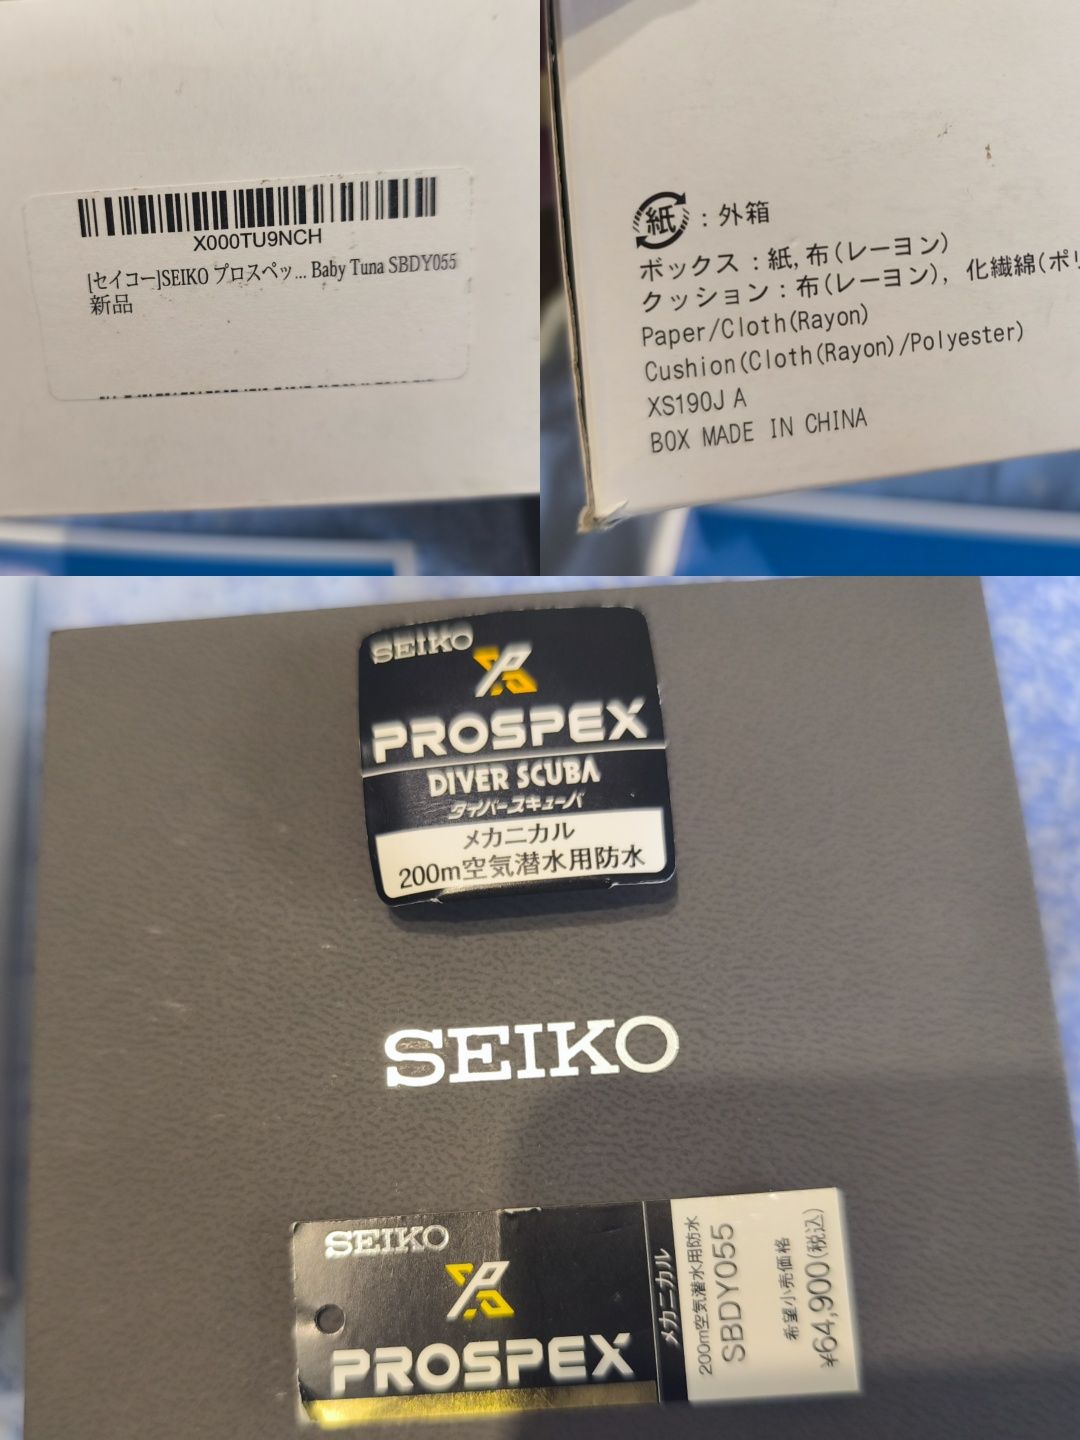 X000TU9NCH
[セイコー]SEIKO プロスペッ... Baby Tuna SBDY055
新品
紙 : 外箱
ボックス : 紙, 布(レーヨン)
クッション : 布(レーヨン), 化繊綿(ポリ
Paper/Cloth(Rayon)
Cushion(Cloth(Rayon)/Polyester)
XS190J A
BOX MADE IN CHINA
SEIKO
PROSPEX
DIVER SCUBA
ダイバースキューバ
メカニカル
200m空気潜水用防水
SEIKO
SEIKO
PROSPEX
メカニカル
200m空気潜水用防水
SBDY055
希望小売価格
¥64,900(税込)